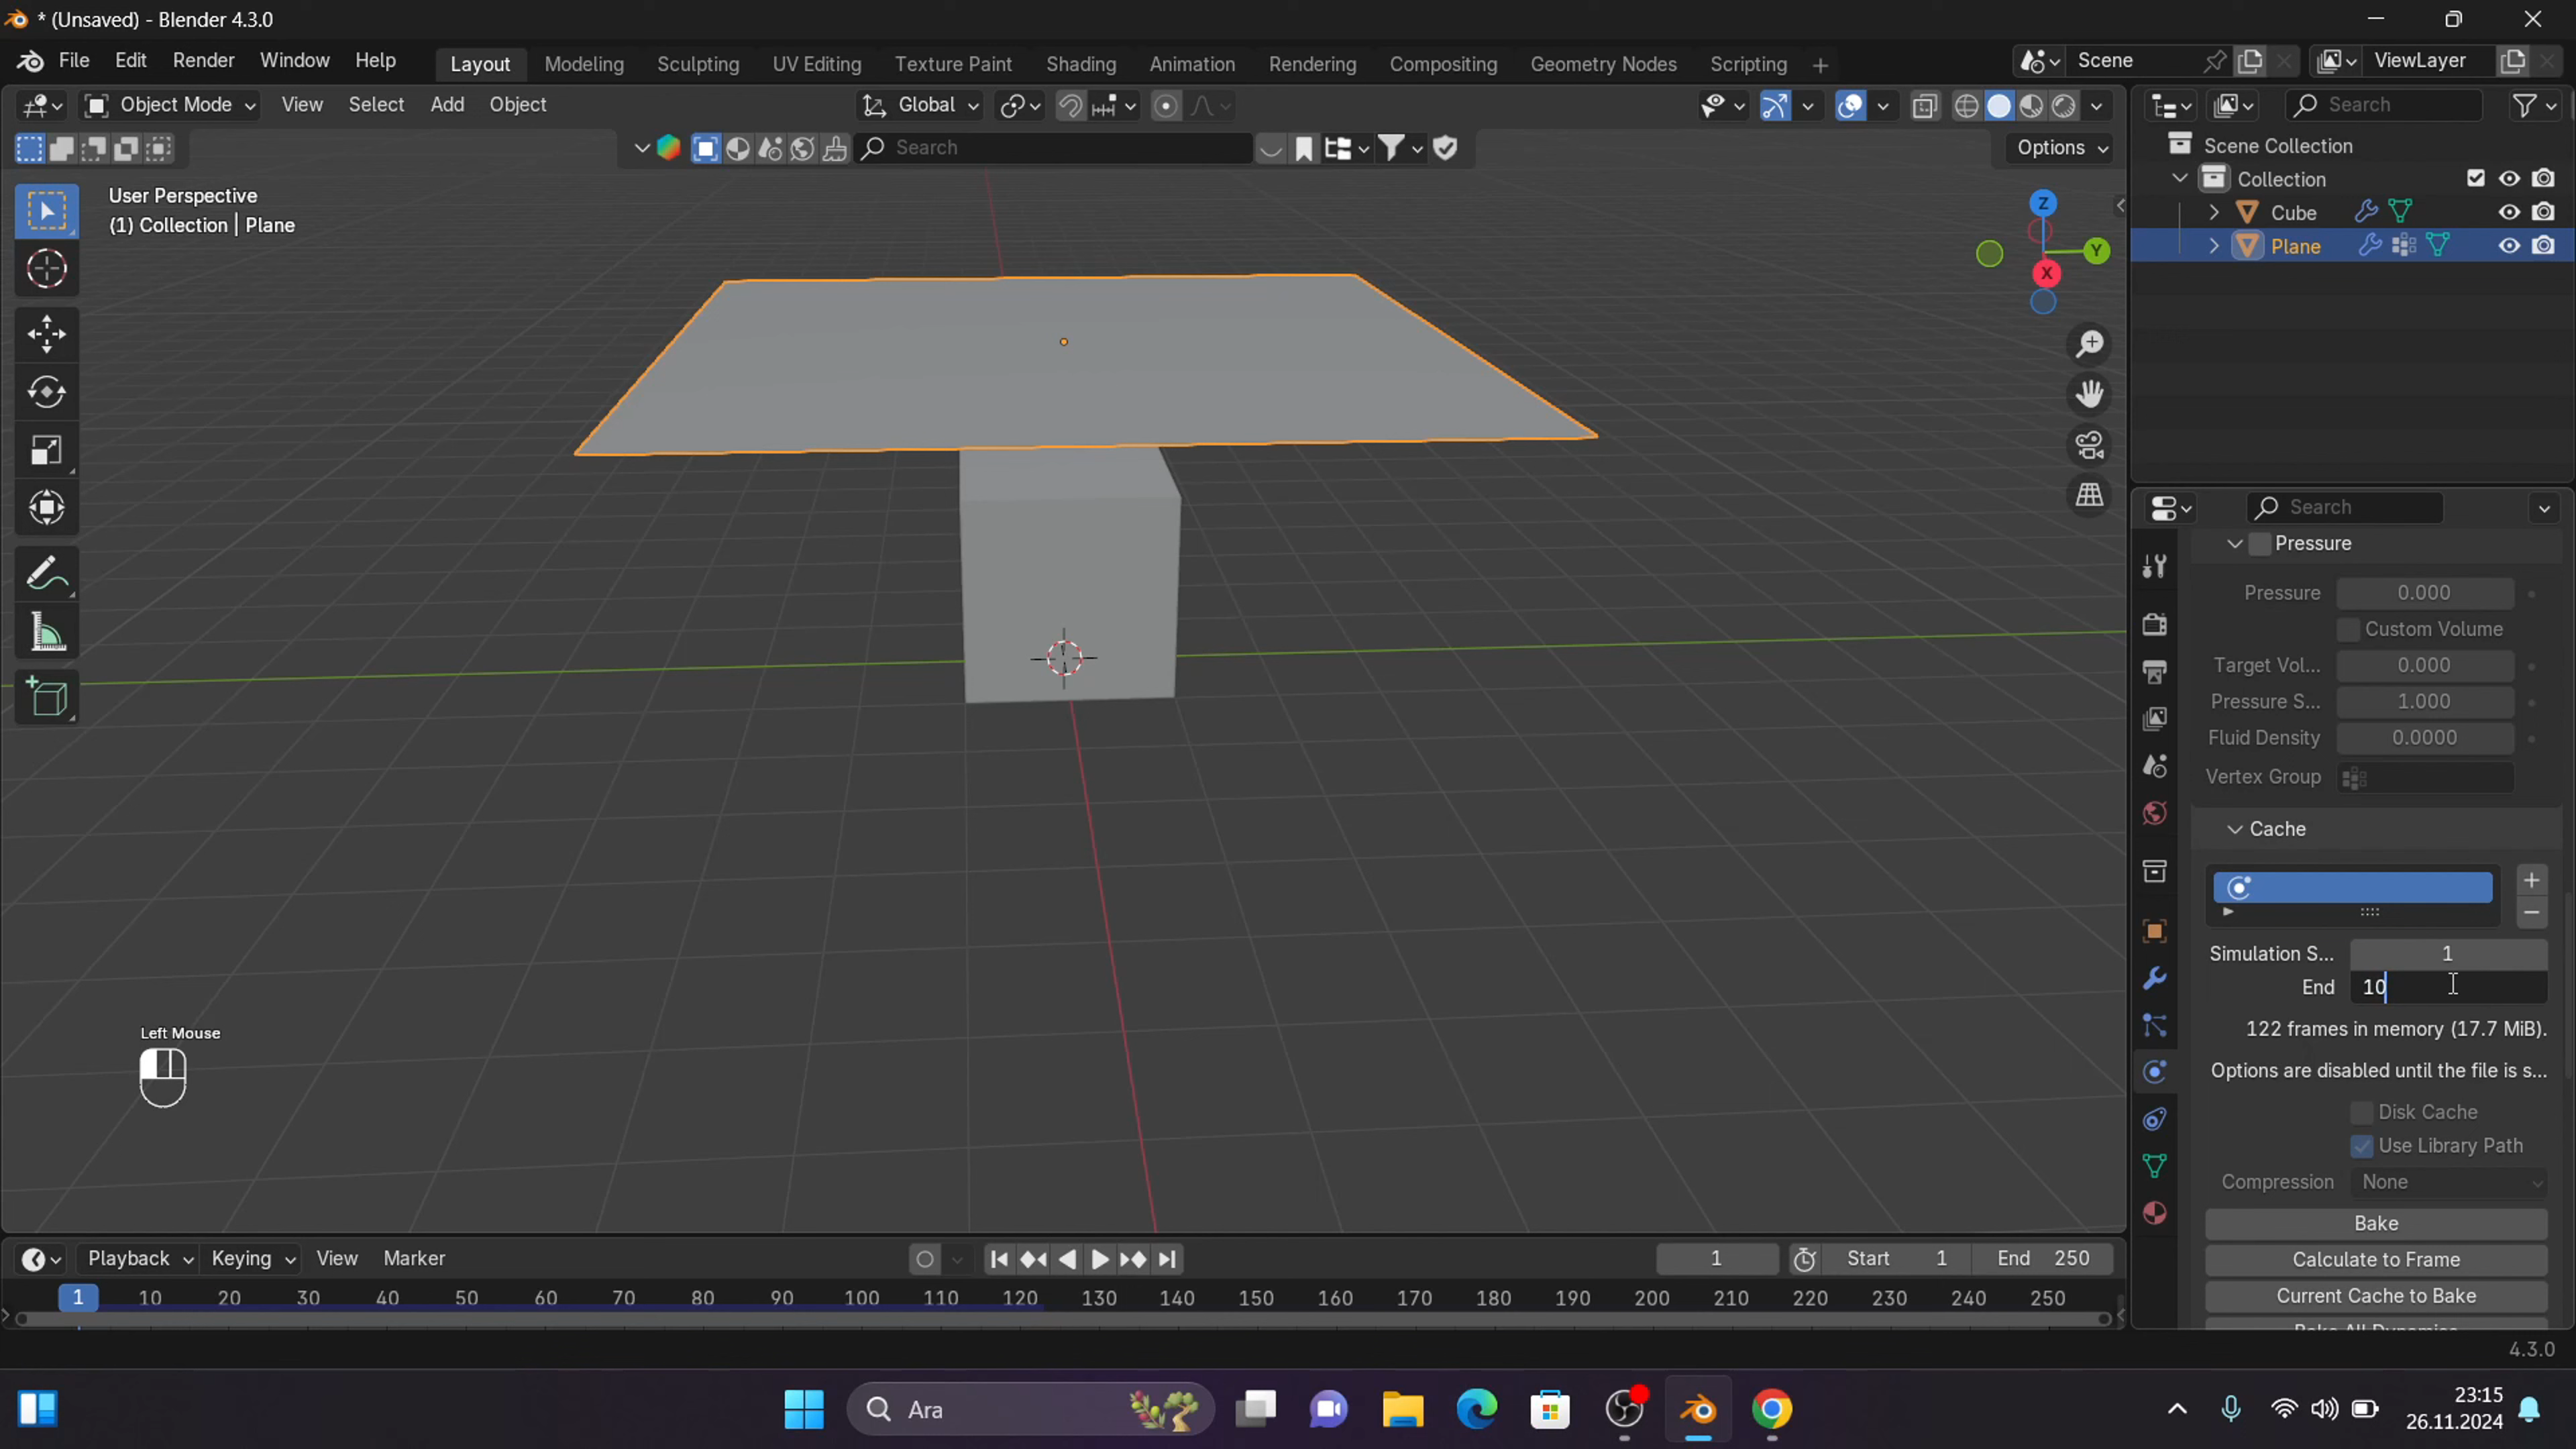 * (Unsaved) - Blender 4.3.0
File Edit Render Window Help Layout Modeling Sculpting UV Editing Texture Paint Shading Animation Rendering Compositing Geometry Nodes Scripting + Scene ViewLayer
Object Mode View Select Add Object Global Search
Search Options
User Perspective
(1) Collection | Plane
Z
Y
X
Scene Collection
Collection
Cube
Plane
Search
Pressure
Pressure 0.000
Custom Volume
Target Vol... 0.000
Pressure S... 1.000
Fluid Density 0.0000
Vertex Group
Cache
Simulation S... 1
End 10
122 frames in memory (17.7 MiB).
Options are disabled until the file is s...
Disk Cache
Use Library Path
Compression None
Bake
Calculate to Frame
Current Cache to Bake
Bake All Dynamics
Left Mouse
Playback Keying View Marker 1 Start 1 End 250
1 10 20 30 40 50 60 70 80 90 100 110 120 130 140 150 160 170 180 190 200 210 220 230 240 250
4.3.0
Ara
23:15
26.11.2024